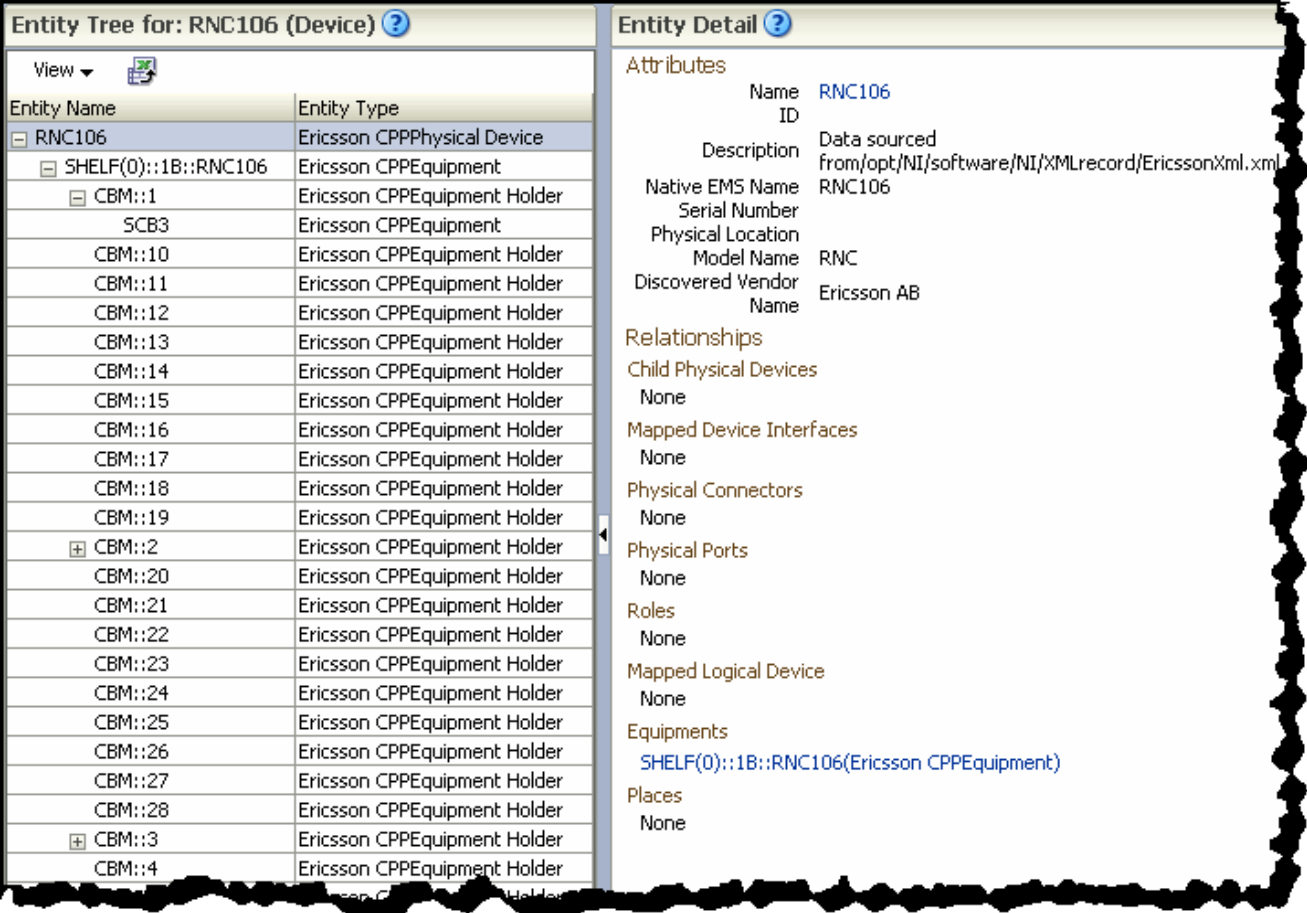 Entity Tree for: RNC106 (Device)
View
Entity Name Entity Type
RNC106 Ericsson CPPPhysical Device
SHELF(0)::1B::RNC106 Ericsson CPPEquipment
CBM::1 Ericsson CPPEquipment Holder
SCB3 Ericsson CPPEquipment
CBM::10 Ericsson CPPEquipment Holder
CBM::11 Ericsson CPPEquipment Holder
CBM::12 Ericsson CPPEquipment Holder
CBM::13 Ericsson CPPEquipment Holder
CBM::14 Ericsson CPPEquipment Holder
CBM::15 Ericsson CPPEquipment Holder
CBM::16 Ericsson CPPEquipment Holder
CBM::17 Ericsson CPPEquipment Holder
CBM::18 Ericsson CPPEquipment Holder
CBM::19 Ericsson CPPEquipment Holder
CBM::2 Ericsson CPPEquipment Holder
CBM::20 Ericsson CPPEquipment Holder
CBM::21 Ericsson CPPEquipment Holder
CBM::22 Ericsson CPPEquipment Holder
CBM::23 Ericsson CPPEquipment Holder
CBM::24 Ericsson CPPEquipment Holder
CBM::25 Ericsson CPPEquipment Holder
CBM::26 Ericsson CPPEquipment Holder
CBM::27 Ericsson CPPEquipment Holder
CBM::28 Ericsson CPPEquipment Holder
CBM::3 Ericsson CPPEquipment Holder
CBM::4 Ericsson CPPEquipment Holder
Entity Detail
Attributes
Name RNC106
ID
Description Data sourced
from/opt/NI/software/NI/XMLrecord/EricssonXml.xml
Native EMS Name RNC106
Serial Number
Physical Location
Model Name RNC
Discovered Vendor
Name Ericsson AB
Relationships
Child Physical Devices
None
Mapped Device Interfaces
None
Physical Connectors
None
Physical Ports
None
Roles
None
Mapped Logical Device
None
Equipments
SHELF(0)::1B::RNC106(Ericsson CPPEquipment)
Places
None